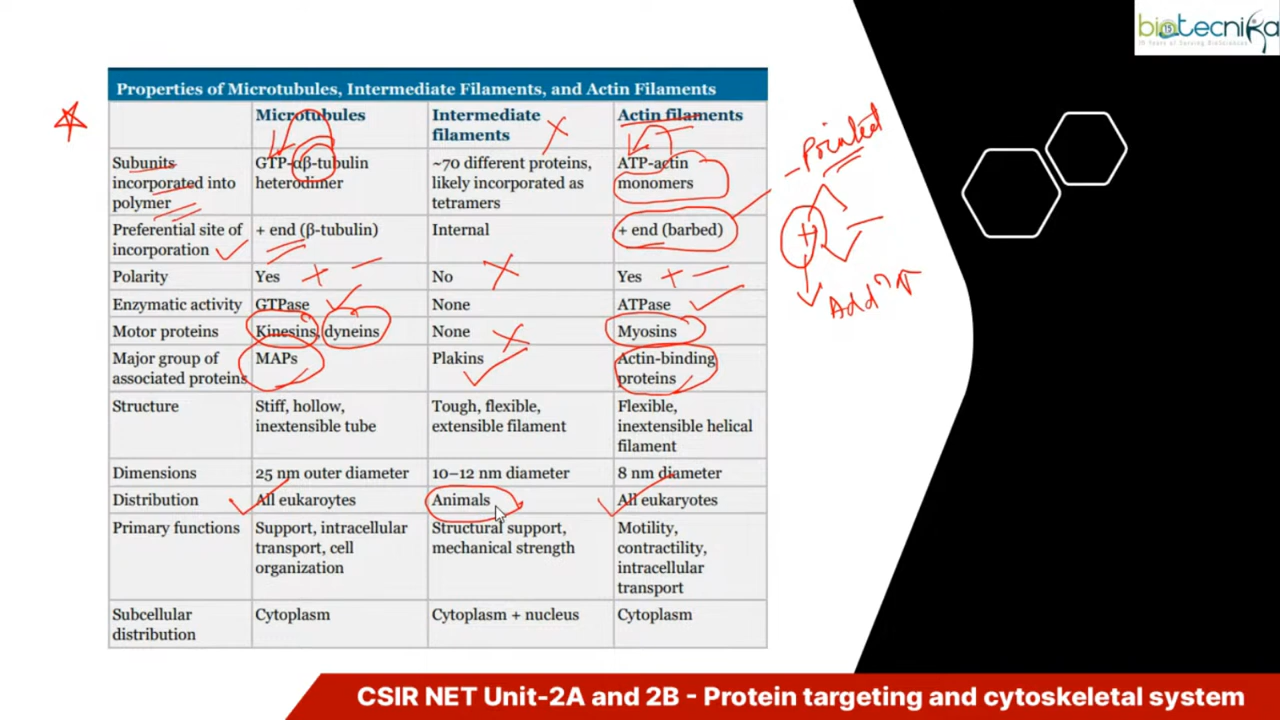 biotecnika
15 Years of Serving BioSciences
Properties of Microtubules, Intermediate Filaments, and Actin Filaments
Microtubules
Intermediate
filaments
Actin filaments
Subunits
incorporated into
polymer
GTP-αβ-tubulin
heterodimer
~70 different proteins,
likely incorporated as
tetramers
ATP-actin
monomers
Preferential site of
incorporation
+ end (β-tubulin)
Internal
+ end (barbed)
Polarity
Yes
+ −
No
Yes
+ −
Enzymatic activity
GTPase
None
ATPase
Motor proteins
Kinesins, dyneins
None
Myosins
Major group of
associated proteins
MAPs
Plakins
Actin-binding
proteins
Structure
Stiff, hollow,
inextensible tube
Tough, flexible,
extensible filament
Flexible,
inextensible helical
filament
Dimensions
25 nm outer diameter
10–12 nm diameter
8 nm diameter
Distribution
All eukaroytes
Animals
All eukaryotes
Primary functions
Support, intracellular
transport, cell
organization
Structural support,
mechanical strength
Motility,
contractility,
intracellular
transport
Subcellular
distribution
Cytoplasm
Cytoplasm + nucleus
Cytoplasm
− Pointed
+
CSIR NET Unit-2A and 2B - Protein targeting and cytoskeletal system